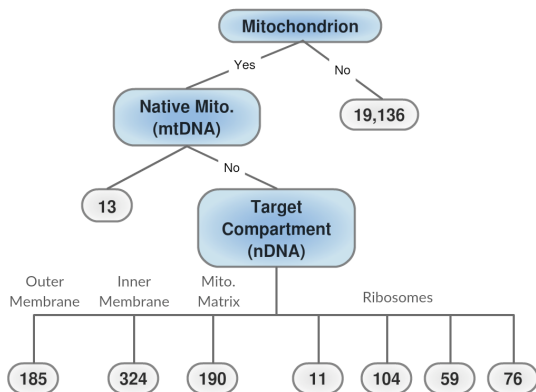 Mitochondrion
Yes
No
Native Mito.
(mtDNA)
19,136
No
13
Target
Compartment
(nDNA)
Outer
Membrane
Inner
Membrane
Mito.
Matrix
Ribosomes
185
324
190
11
104
59
76